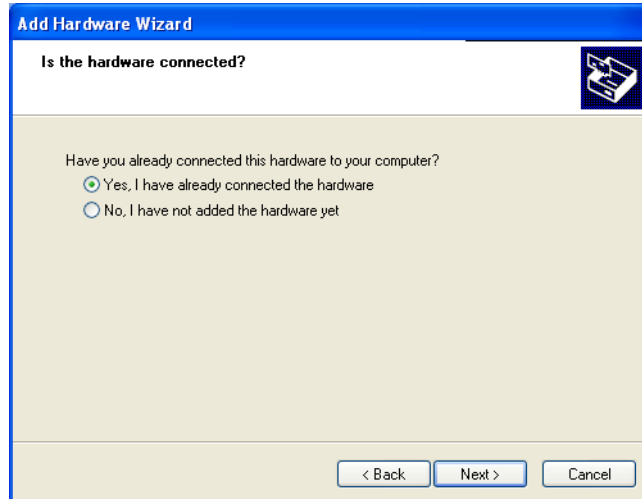 Add Hardware Wizard
Is the hardware connected?
Have you already connected this hardware to your computer?
Yes, I have already connected the hardware
No, I have not added the hardware yet
< Back Next > Cancel